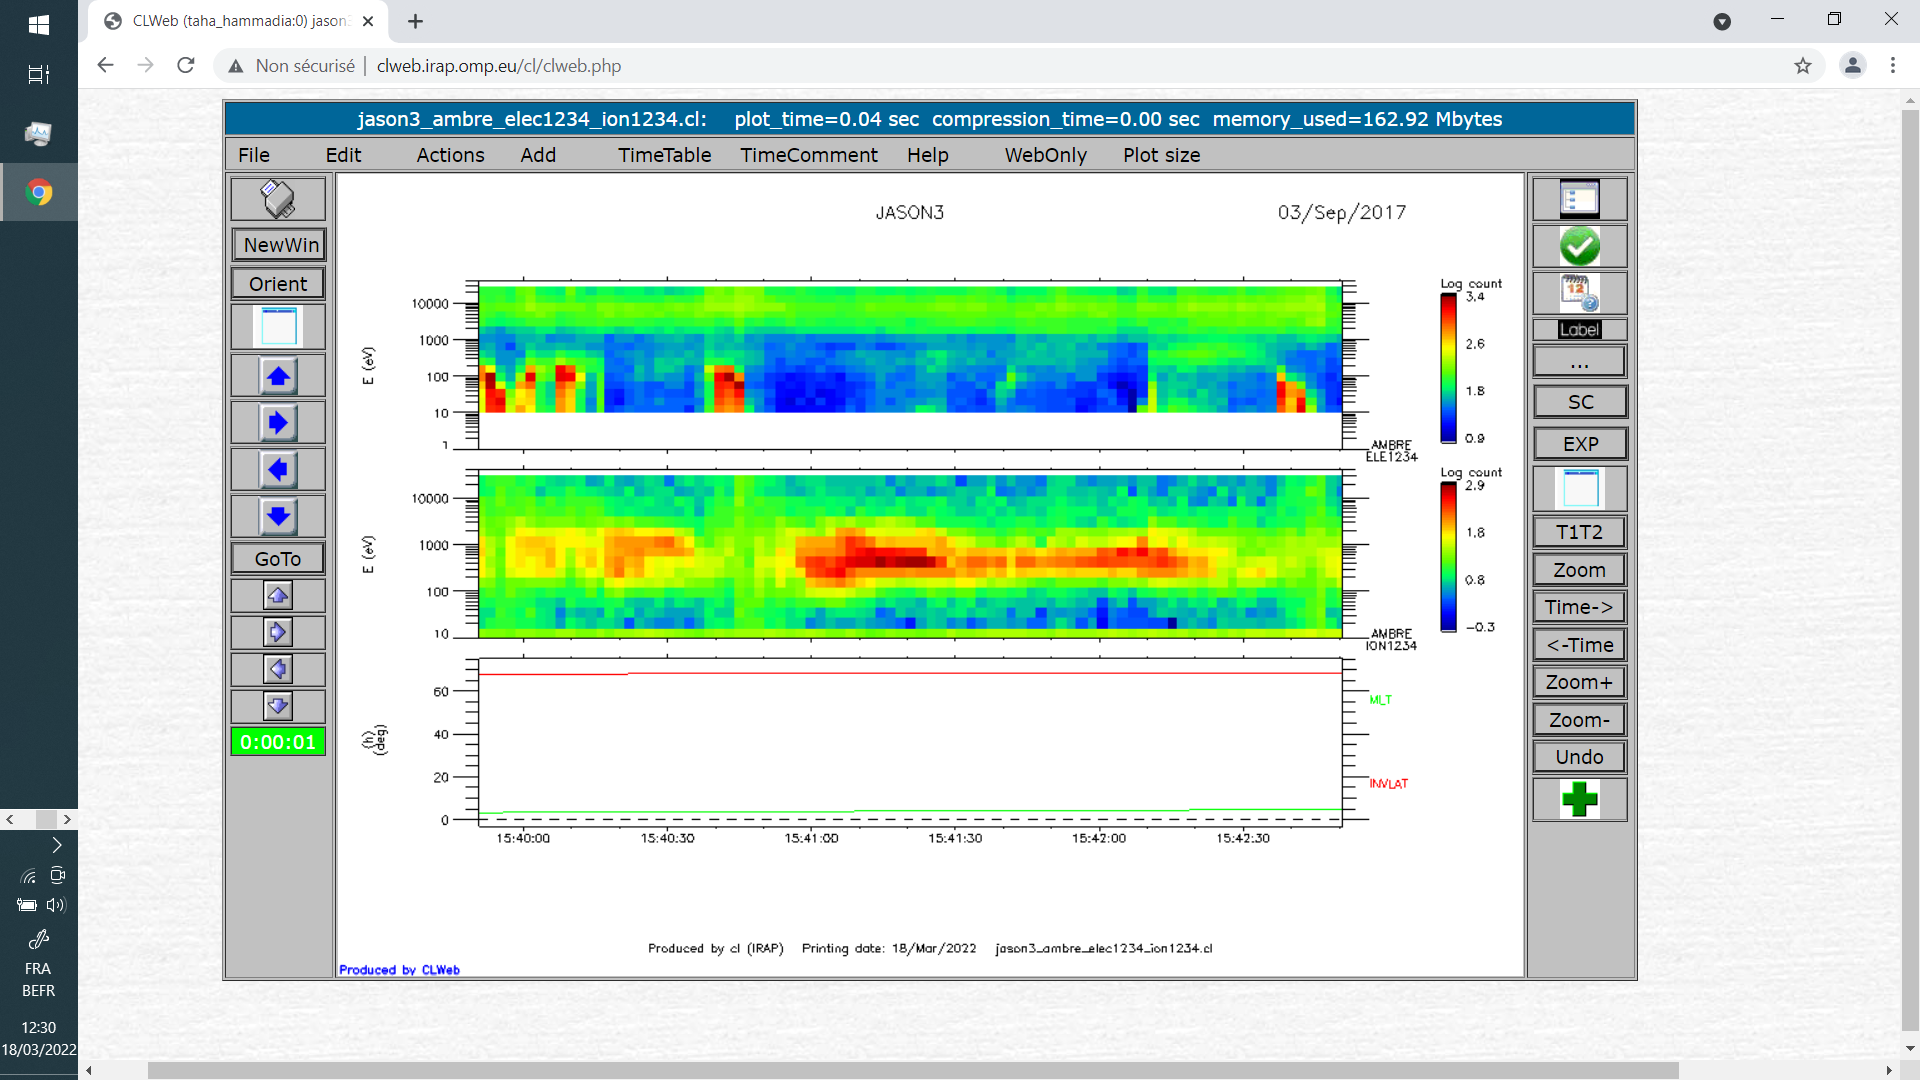 CLWeb (taha_hammadia:0) jason3
Non sécurisé | clweb.irap.omp.eu/cl/clweb.php
jason3_ambre_elec1234_ion1234.cl: plot_time=0.04 sec compression_time=0.00 sec memory_used=162.92 Mbytes
File Edit Actions Add TimeTable TimeComment Help WebOnly Plot size
NewWin
Orient
GoTo
0:00:01
JASON3 03/Sep/2017
10000
1000
100
10
1
E (eV)
AMBRE
ELE1234
Log count
3.4
2.6
1.8
0.9
10000
1000
100
10
E (eV)
AMBRE
ION1234
Log count
2.9
1.8
0.8
-0.3
60
40
20
0
(h)
(deg)
MLT
INVLAT
15:40:00 15:40:30 15:41:00 15:41:30 15:42:00 15:42:30
Produced by cl (IRAP) Printing date: 18/Mar/2022 jason3_ambre_elec1234_ion1234.cl
Produced by CLWeb
12
Label
...
SC
EXP
T1T2
Zoom
Time->
<-Time
Zoom+
Zoom-
Undo
FRA
BEFR
12:30
18/03/2022